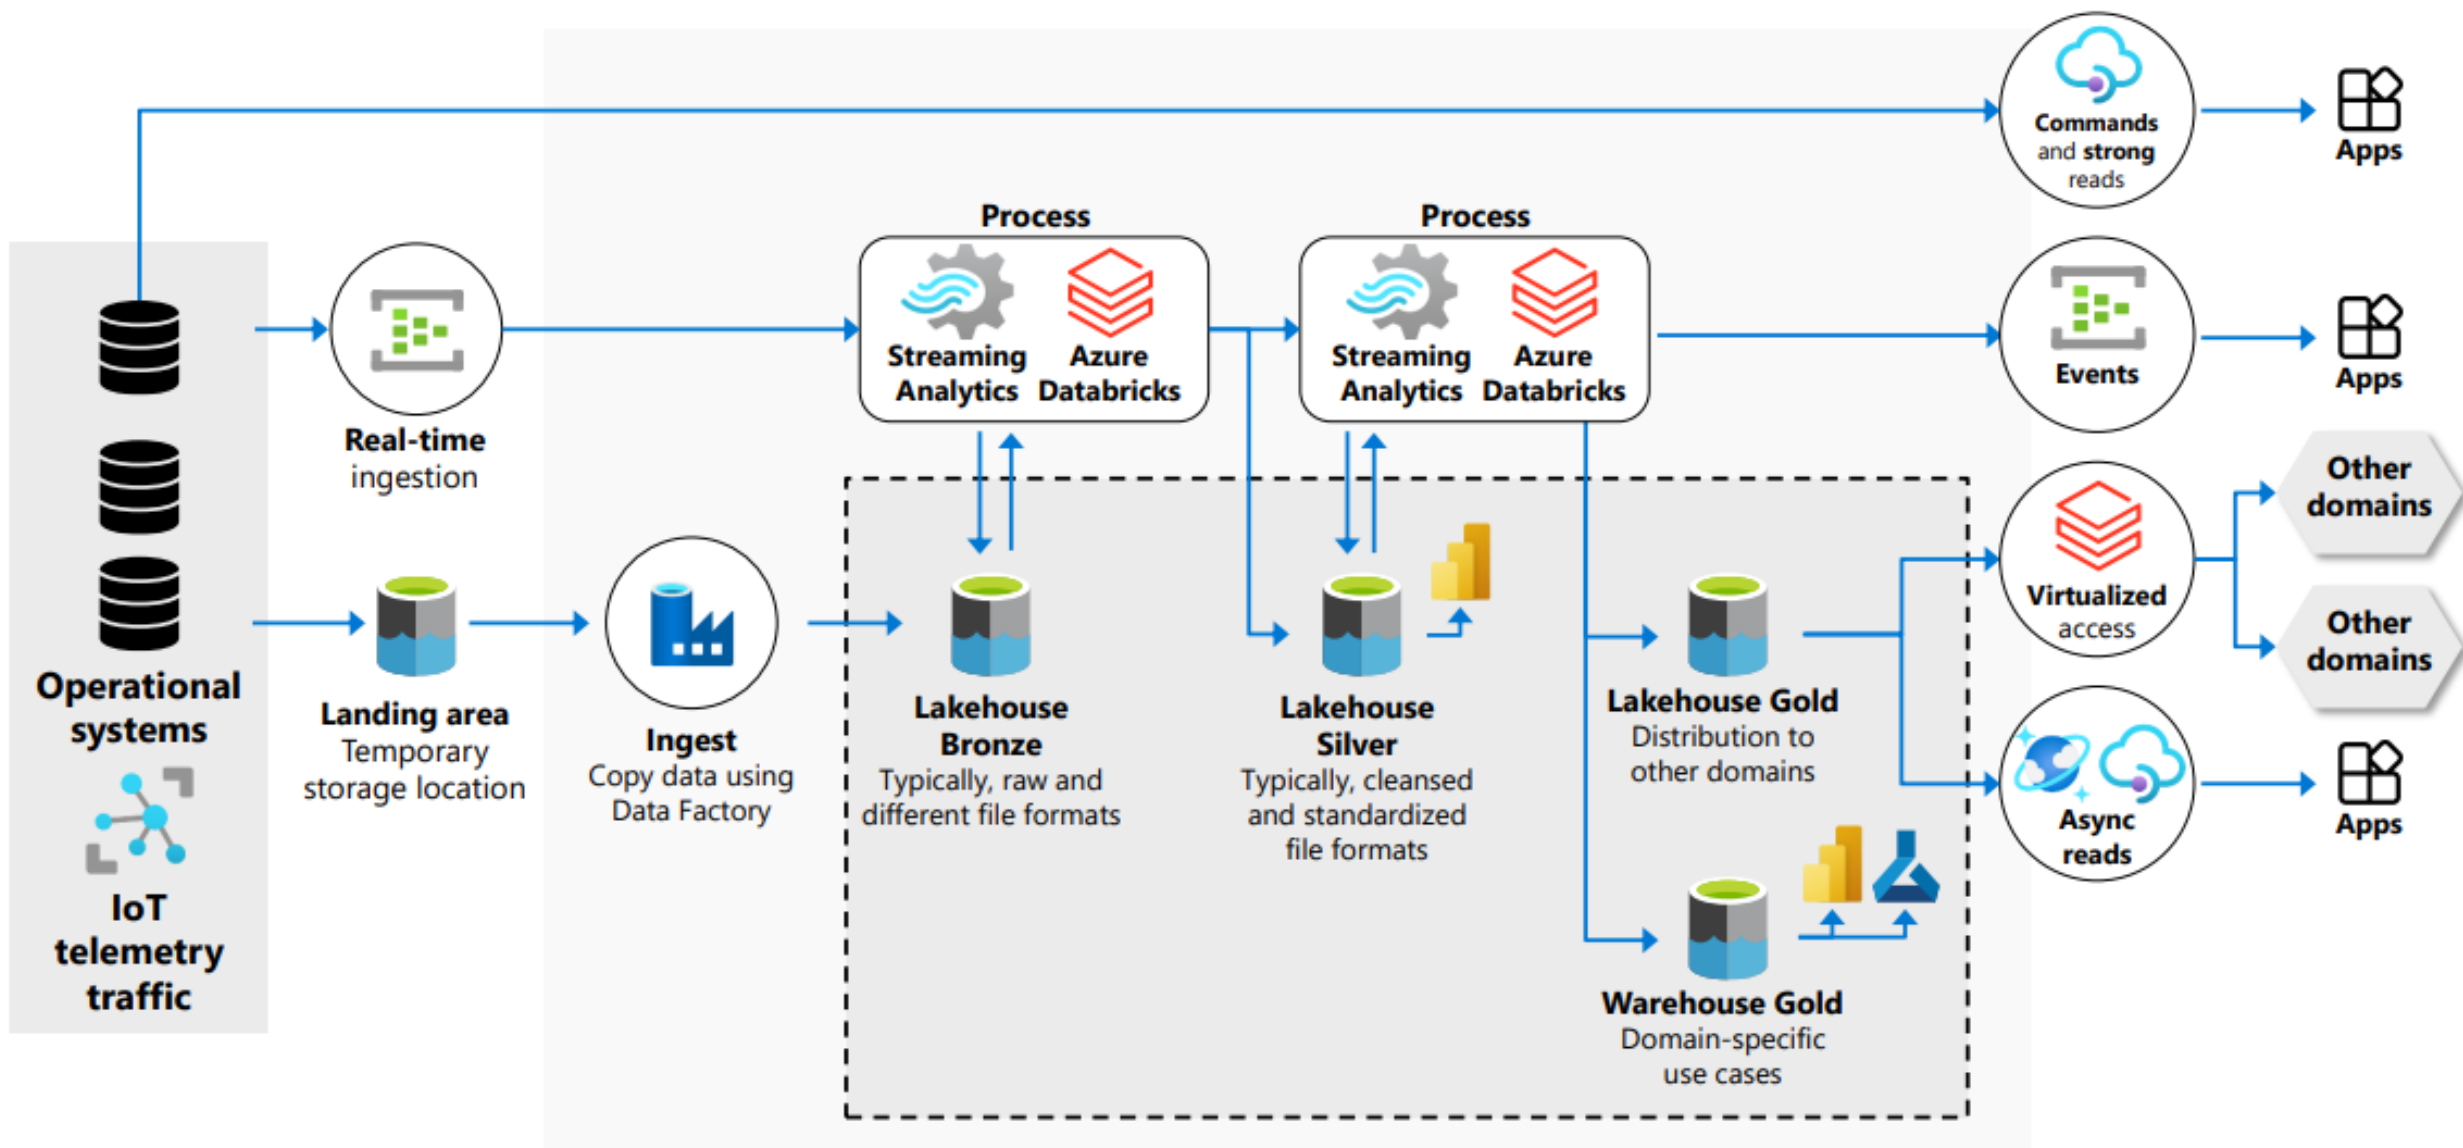 Commands
and strong
reads
Apps
Process
Process
Streaming
Analytics
Azure
Databricks
Streaming
Analytics
Azure
Databricks
Events
Apps
Real-time
ingestion
Other
domains
Virtualized
access
Other
domains
Operational
systems
Landing area
Temporary
storage location
Ingest
Copy data using
Data Factory
Lakehouse
Bronze
Typically, raw and
different file formats
Lakehouse
Silver
Typically, cleansed
and standardized
file formats
Lakehouse Gold
Distribution to
other domains
Async
reads
Apps
IoT
telemetry
traffic
Warehouse Gold
Domain-specific
use cases